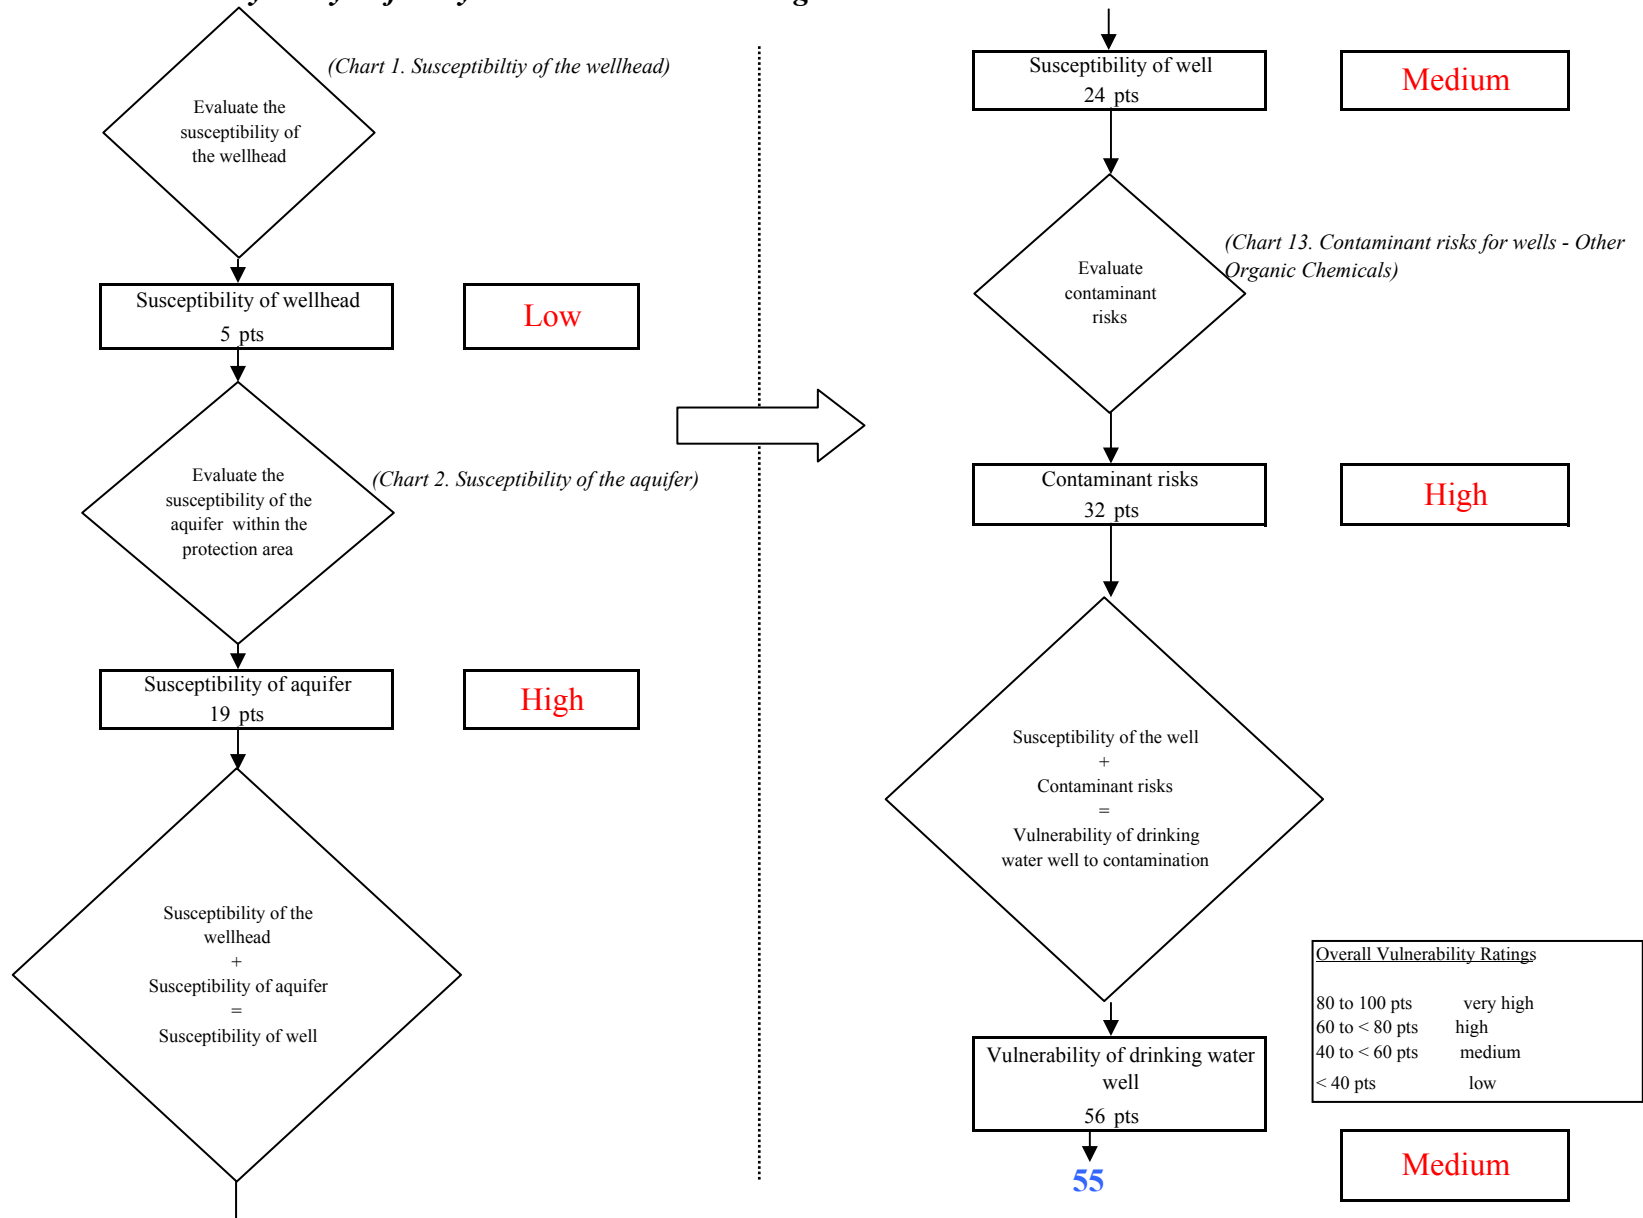 (Chart 1. Susceptibiltiy of the wellhead)
Evaluate the
susceptibility of
the wellhead
Susceptibility of wellhead
5 pts
Low
Evaluate the
susceptibility of the
aquifer within the
protection area
(Chart 2. Susceptibility of the aquifer)
Susceptibility of aquifer
19 pts
High
Susceptibility of the
wellhead
+
Susceptibility of aquifer
=
Susceptibility of well
Susceptibility of well
24 pts
Medium
Evaluate
contaminant
risks
(Chart 13. Contaminant risks for wells - Other
Organic Chemicals)
Contaminant risks
32 pts
High
Susceptibility of the well
+
Contaminant risks
=
Vulnerability of drinking
water well to contamination
Overall Vulnerability Ratings
80 to 100 pts very high
60 to < 80 pts high
40 to < 60 pts medium
< 40 pts low
Vulnerability of drinking water
well
56 pts
55
Medium